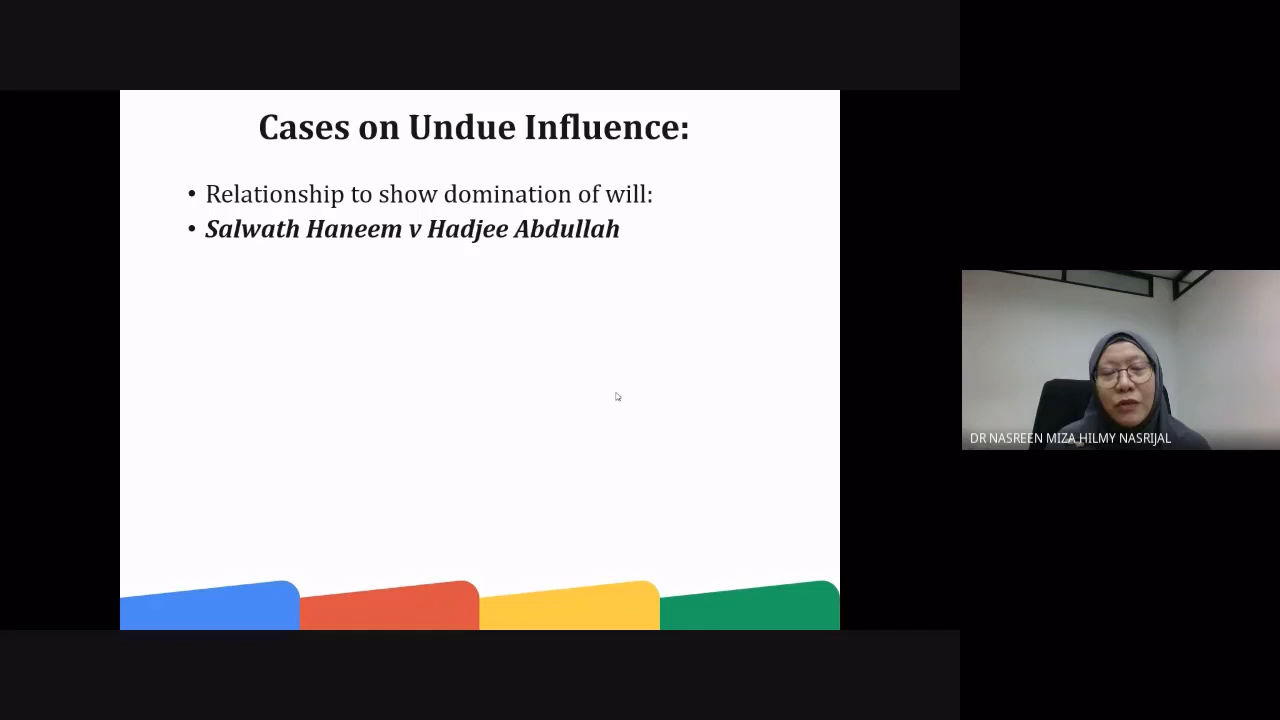 Cases on Undue Influence:
• Relationship to show domination of will:
• Salwath Haneem v Hadjee Abdullah
DR NASREEN MIZA HILMY NASRIJAL